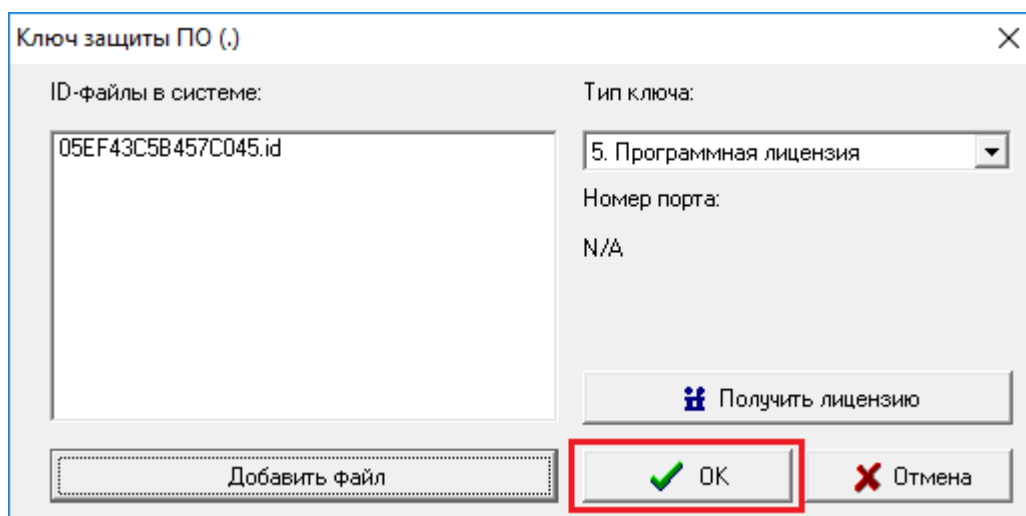 Ключ защиты ПО (.)
ID-файлы в системе:
05EF43C5B457C045.id
Тип ключа:
5. Программная лицензия
Номер порта:
N/A
Получить лицензию
Добавить файл
OK
Отмена